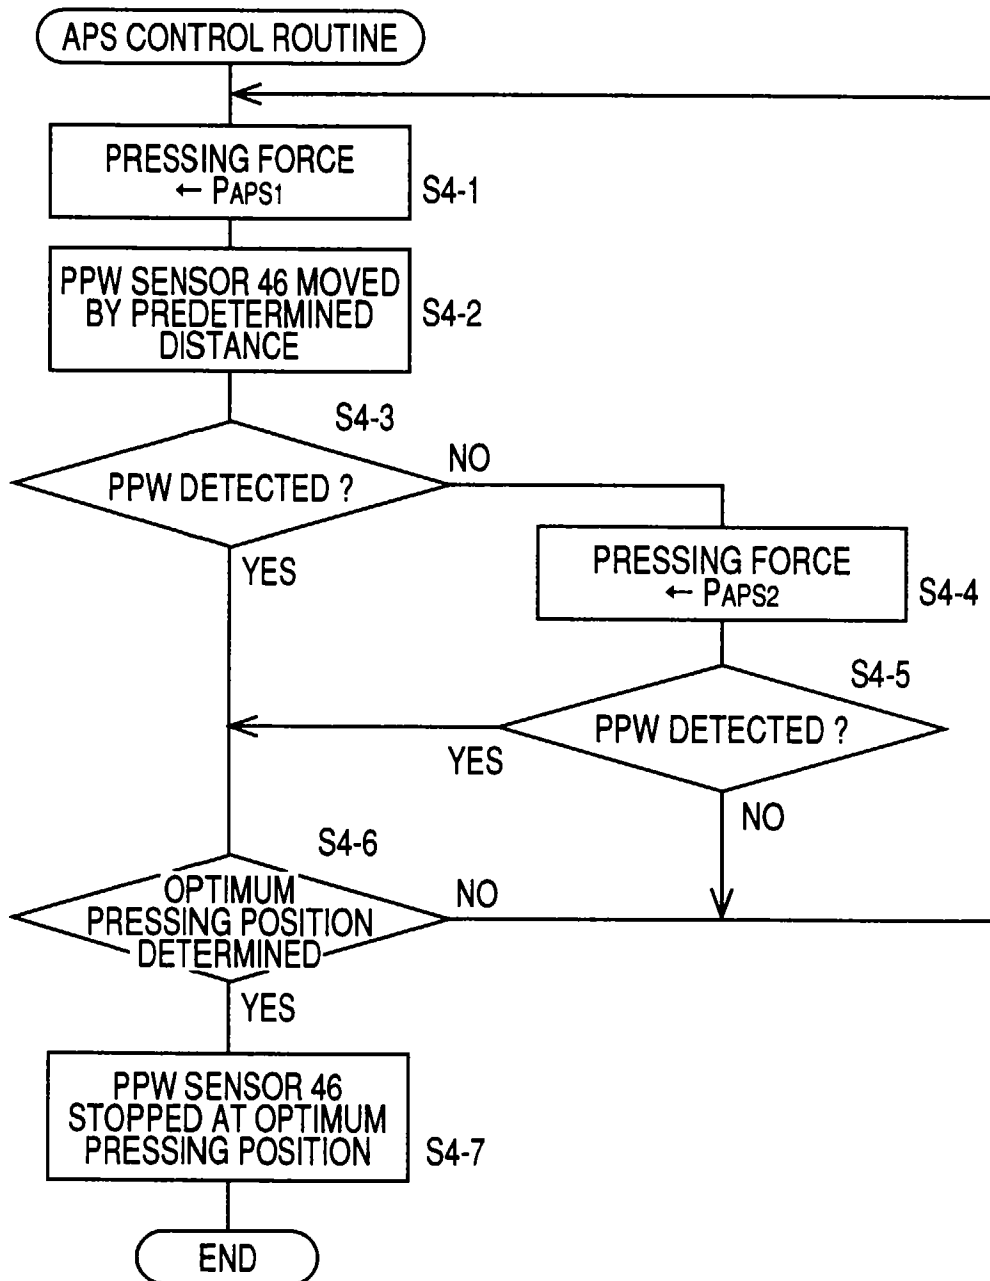 APS CONTROL ROUTINE
PRESSING FORCE
← PAPS1
S4-1
PPW SENSOR 46 MOVED
BY PREDETERMINED
DISTANCE
S4-2
S4-3
PPW DETECTED ?
NO
YES
PRESSING FORCE
← PAPS2
S4-4
S4-5
PPW DETECTED ?
YES
NO
S4-6
OPTIMUM
PRESSING POSITION
DETERMINED
NO
YES
PPW SENSOR 46
STOPPED AT OPTIMUM
PRESSING POSITION
S4-7
END